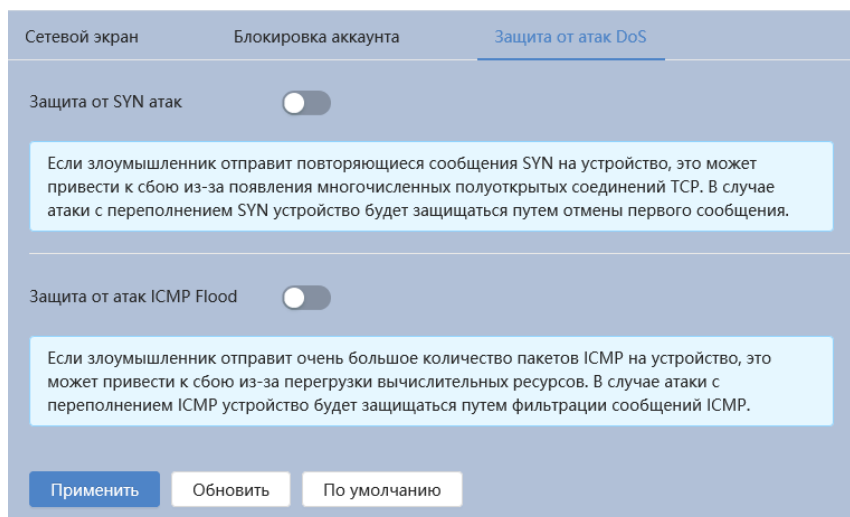 Сетевой экран Блокировка аккаунта Защита от атак DoS
Защита от SYN атак
Если злоумышленник отправит повторяющиеся сообщения SYN на устройство, это может
привести к сбою из-за появления многочисленных полуоткрытых соединений TCP. В случае
атаки с переполнением SYN устройство будет защищаться путем отмены первого сообщения.
Защита от атак ICMP Flood
Если злоумышленник отправит очень большое количество пакетов ICMP на устройство, это
может привести к сбою из-за перегрузки вычислительных ресурсов. В случае атаки с
переполнением ICMP устройство будет защищаться путем фильтрации сообщений ICMP.
Применить Обновить По умолчанию